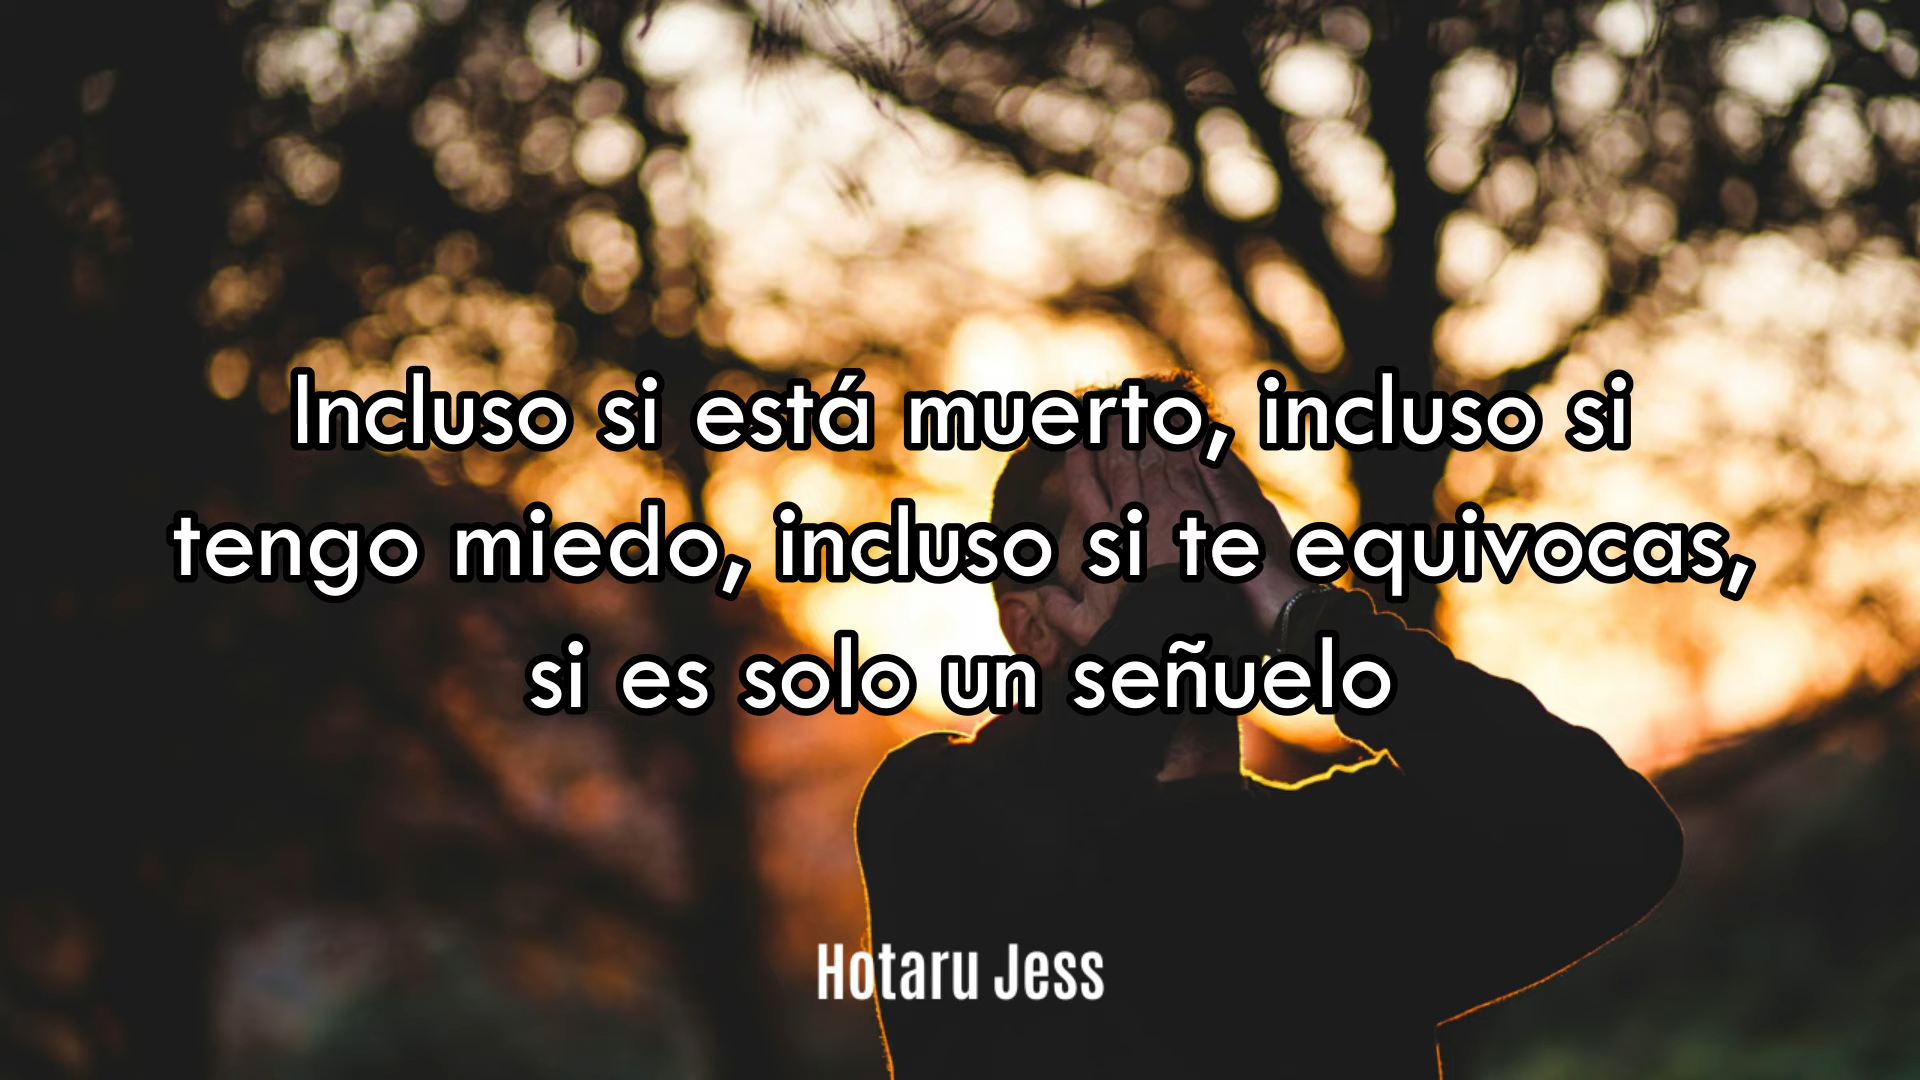 Incluso si está muerto, incluso si
tengo miedo, incluso si te equivocas,
si es solo un señuelo
Hotaru Jess